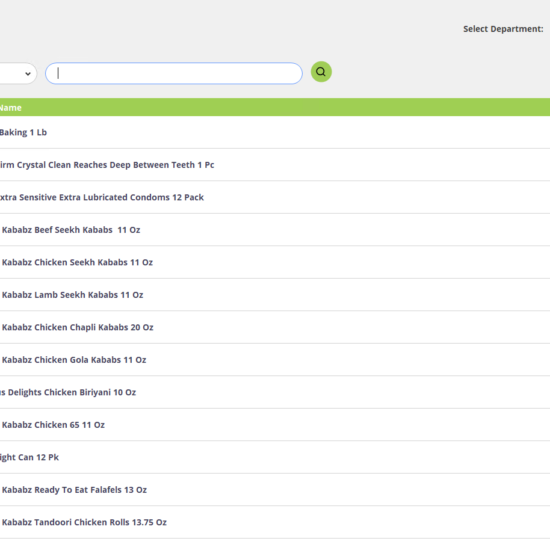 Select Department:
Name
Baking 1 Lb
irm Crystal Clean Reaches Deep Between Teeth 1 Pc
xtra Sensitive Extra Lubricated Condoms 12 Pack
Kababz Beef Seekh Kababs 11 Oz
Kababz Chicken Seekh Kababs 11 Oz
Kababz Lamb Seekh Kababs 11 Oz
Kababz Chicken Chapli Kababs 20 Oz
Kababz Chicken Gola Kababs 11 Oz
s Delights Chicken Biriyani 10 Oz
Kababz Chicken 65 11 Oz
ight Can 12 Pk
Kababz Ready To Eat Falafels 13 Oz
Kababz Tandoori Chicken Rolls 13.75 Oz